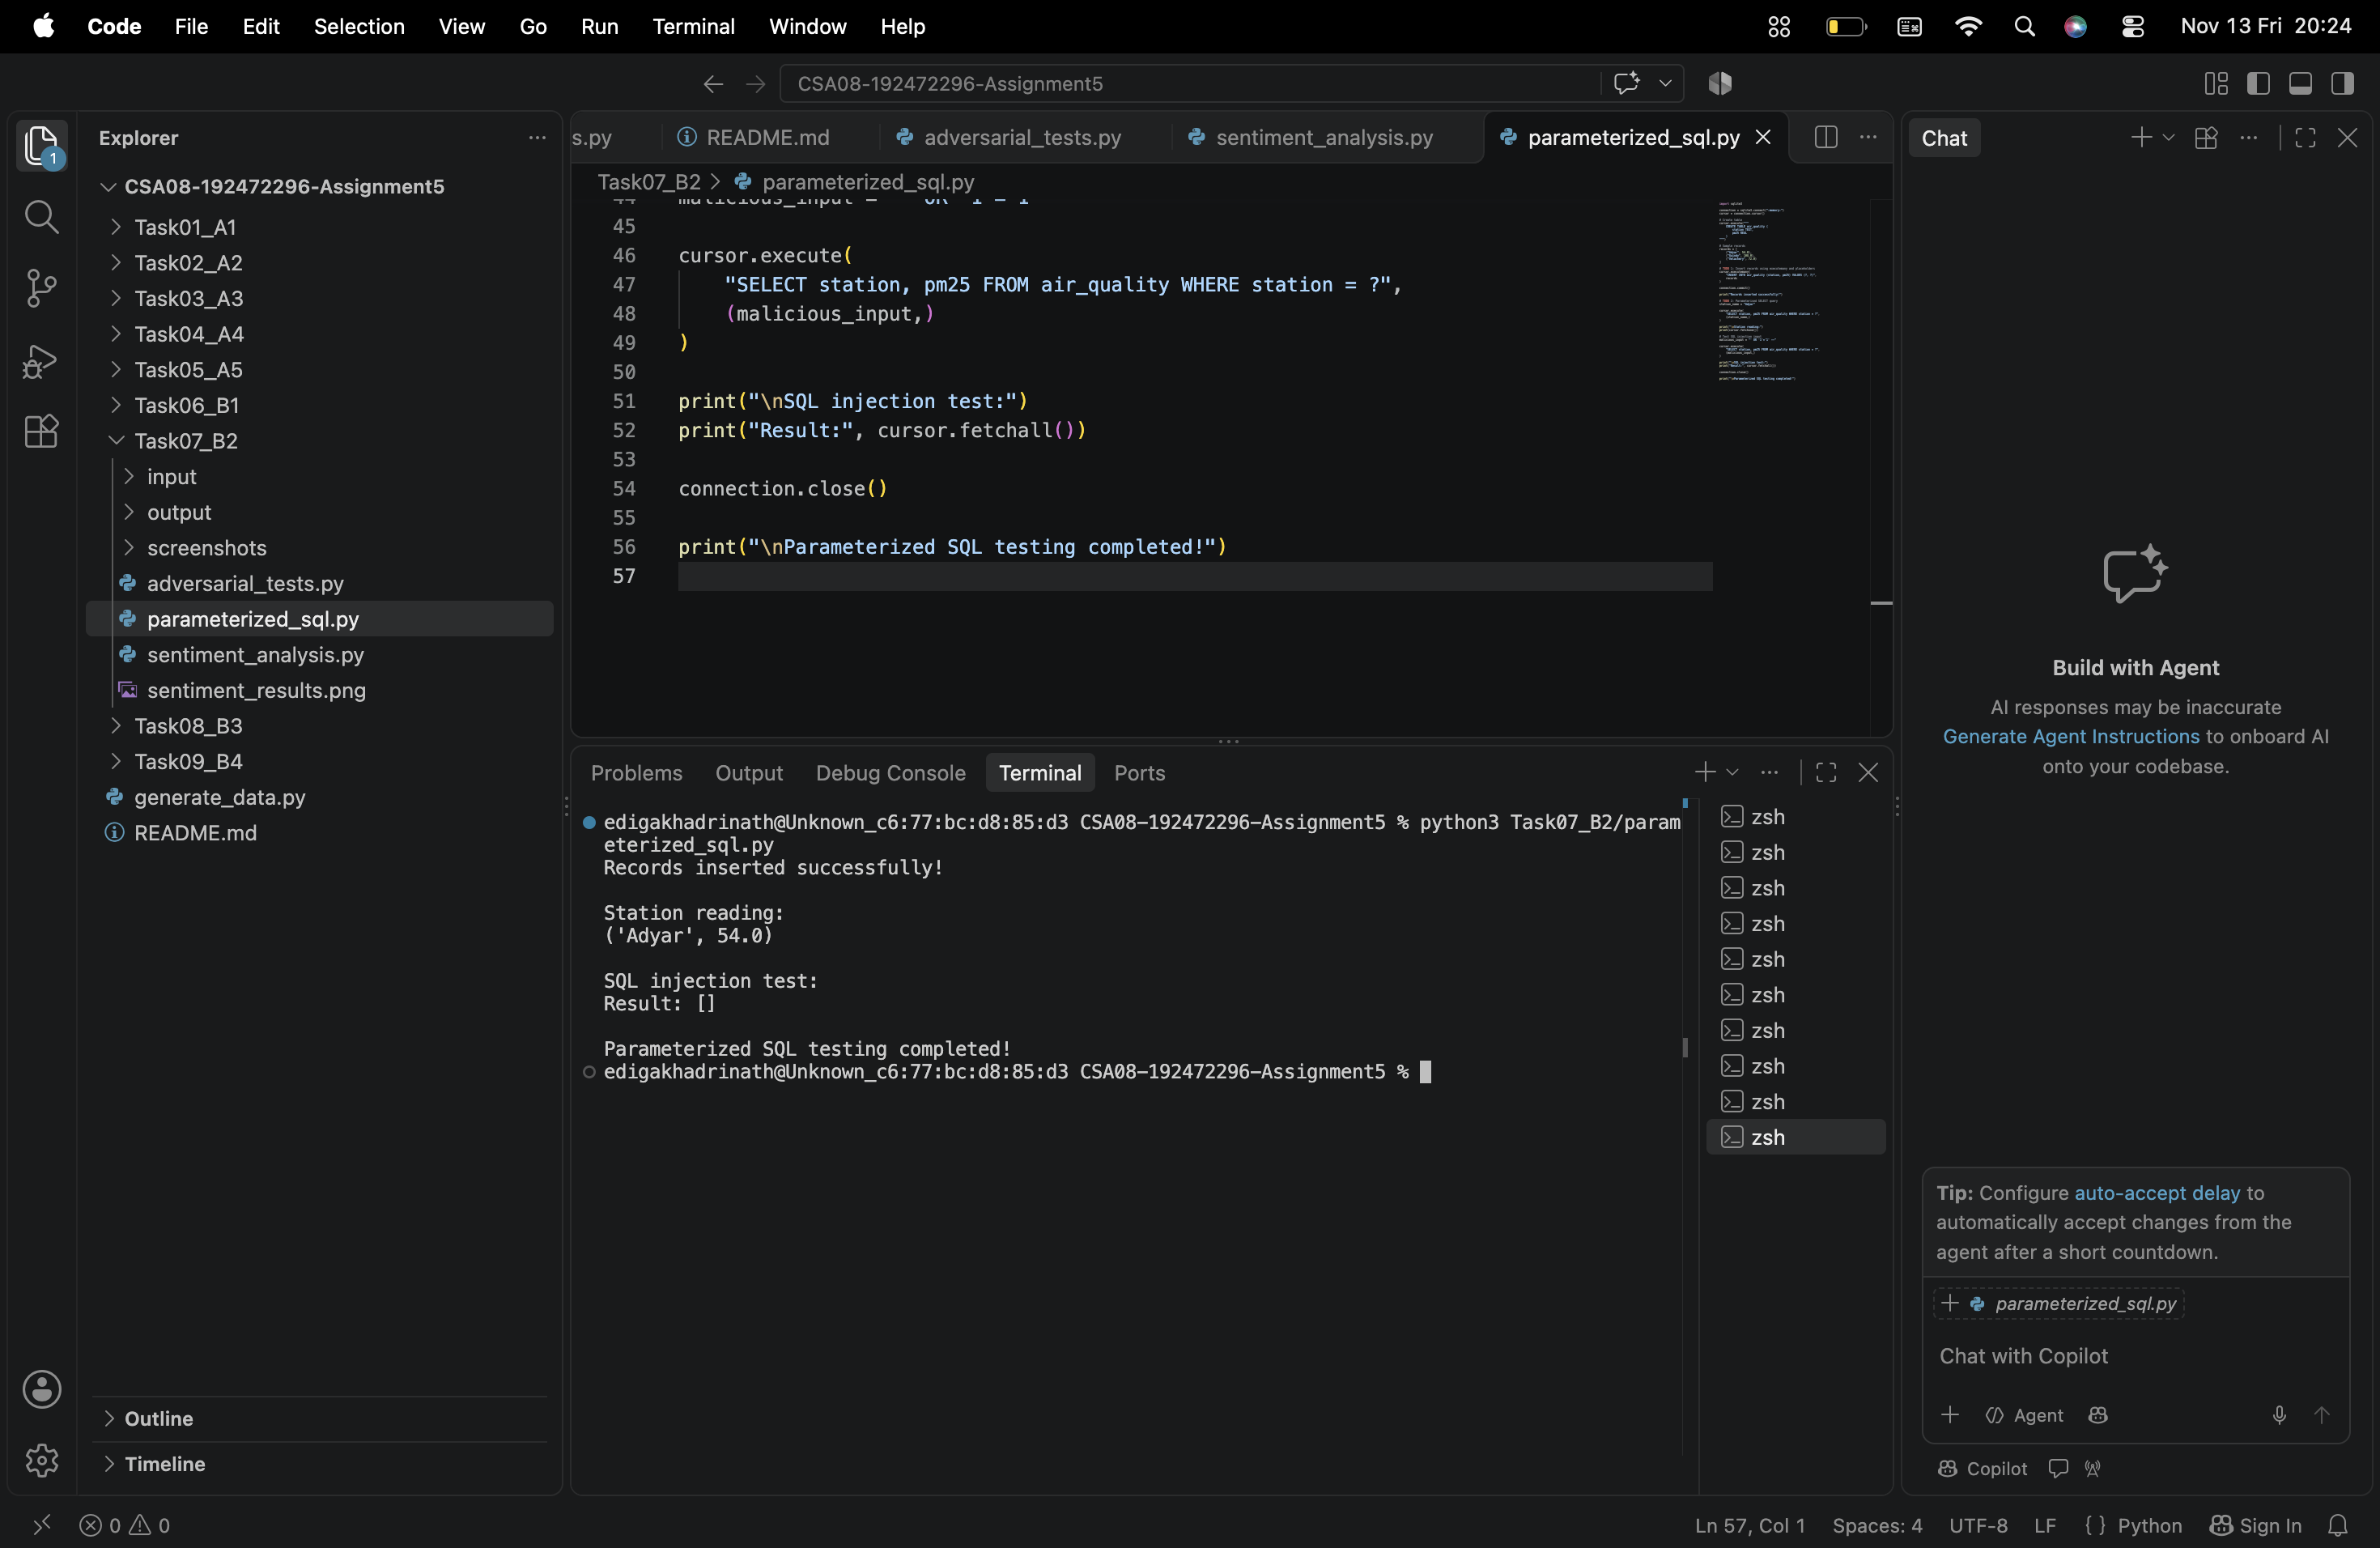 Code File Edit Selection View Go Run Terminal Window Help Nov 13 Fri 20:24
CSA08-192472296-Assignment5
Explorer
CSA08-192472296-Assignment5
Task01_A1
Task02_A2
Task03_A3
Task04_A4
Task05_A5
Task06_B1
Task07_B2
input
output
screenshots
adversarial_tests.py
parameterized_sql.py
sentiment_analysis.py
sentiment_results.png
Task08_B3
Task09_B4
generate_data.py
README.md
Outline
Timeline
s.py README.md adversarial_tests.py sentiment_analysis.py parameterized_sql.py
Task07_B2 > parameterized_sql.py
45
46 cursor.execute(
47 "SELECT station, pm25 FROM air_quality WHERE station = ?",
48 (malicious_input,)
49 )
50
51 print("\nSQL injection test:")
52 print("Result:", cursor.fetchall())
53
54 connection.close()
55
56 print("\nParameterized SQL testing completed!")
57
Problems Output Debug Console Terminal Ports
edigakhadrinath@Unknown_c6:77:bc:d8:85:d3 CSA08-192472296-Assignment5 % python3 Task07_B2/param
eterized_sql.py
Records inserted successfully!
Station reading:
('Adyar', 54.0)
SQL injection test:
Result: []
Parameterized SQL testing completed!
edigakhadrinath@Unknown_c6:77:bc:d8:85:d3 CSA08-192472296-Assignment5 %
zsh
zsh
zsh
zsh
zsh
zsh
zsh
zsh
zsh
zsh
Chat
Build with Agent
AI responses may be inaccurate
Generate Agent Instructions to onboard AI
onto your codebase.
Tip: Configure auto-accept delay to
automatically accept changes from the
agent after a short countdown.
parameterized_sql.py
Chat with Copilot
Agent
Copilot
0 0 Ln 57, Col 1 Spaces: 4 UTF-8 LF {} Python Sign In